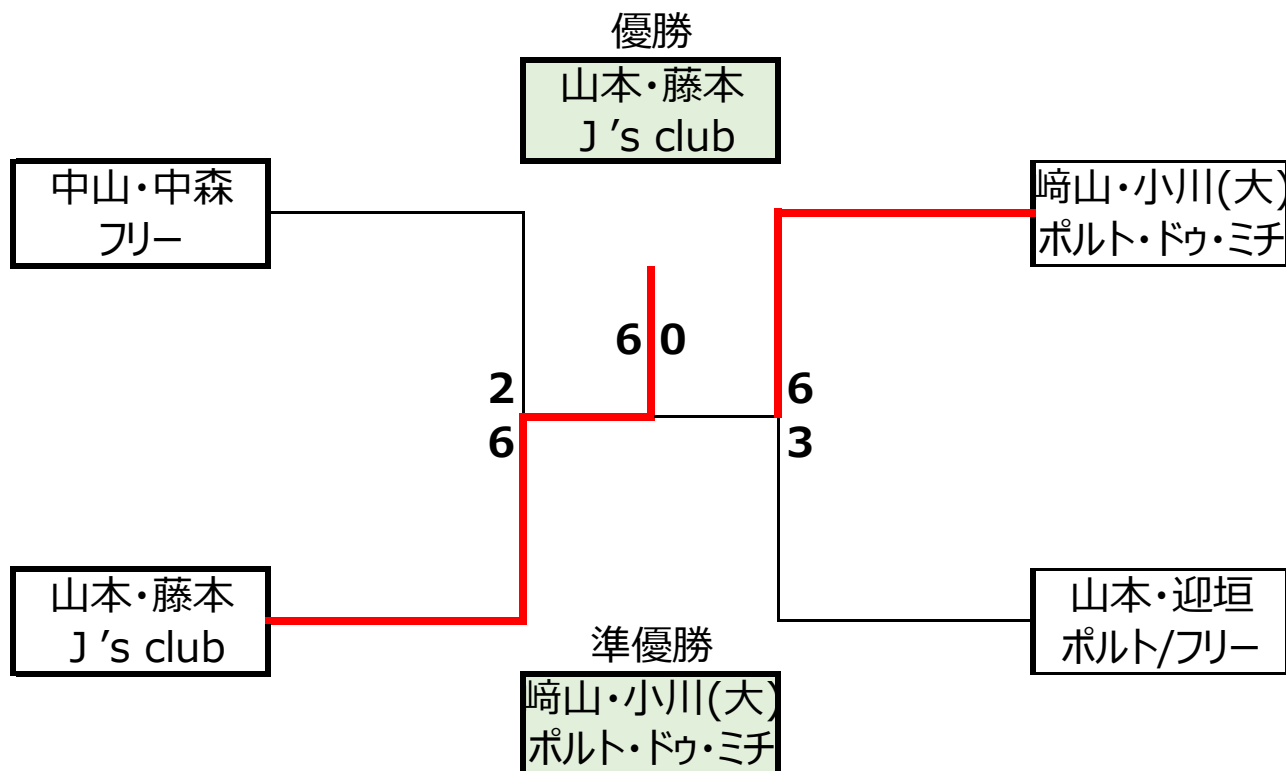 優勝
山本・藤本
J ’s club
中山・中森
フリー
﨑山・小川(大)
ポルト・ドゥ・ミチ
6 0
2 6
6 3
山本・藤本
J ’s club
山本・迎垣
ポルト/フリー
準優勝
﨑山・小川(大)
ポルト・ドゥ・ミチ